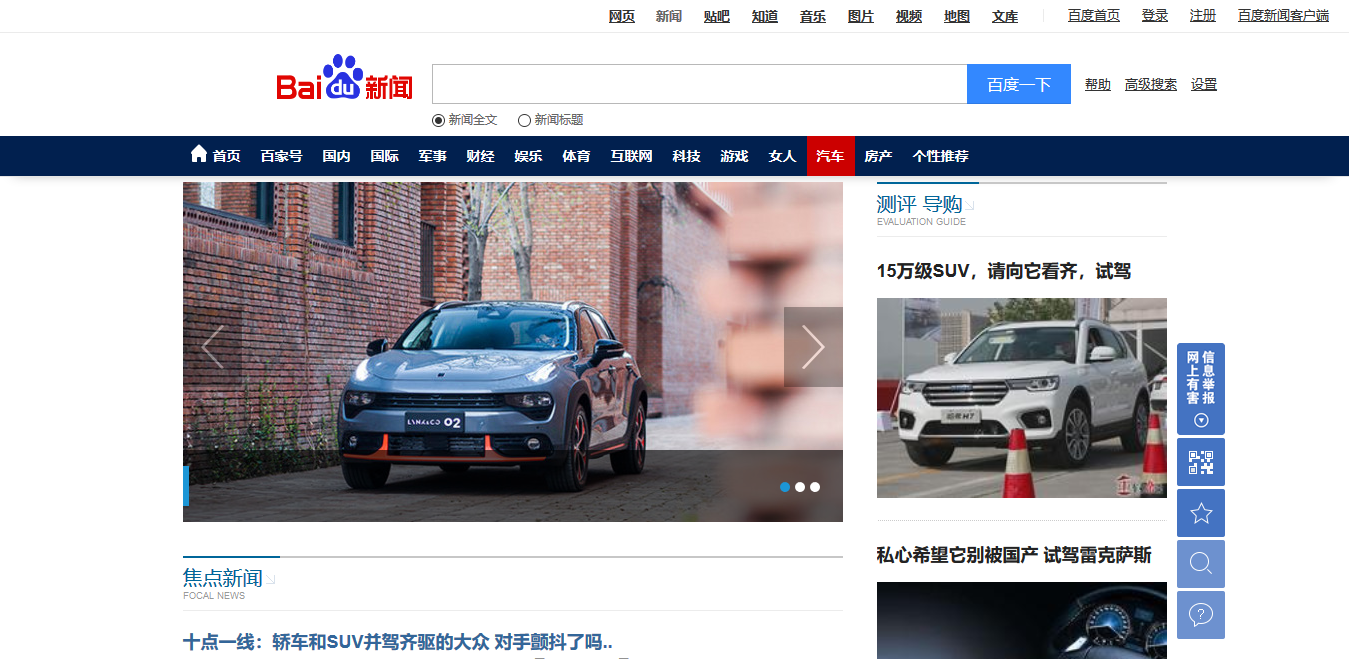 网页 新闻 贴吧 知道 音乐 图片 视频 地图 文库 百度首页 登录 注册 百度新闻客户端
Bai du 新闻 百度一下 帮助 高级搜索 设置
新闻全文 新闻标题
首页 百家号 国内 国际 军事 财经 娱乐 体育 互联网 科技 游戏 女人 汽车 房产 个性推荐
LYNK&CO 02
测评 导购
EVALUATION GUIDE
15万级SUV，请向它看齐，试驾
哈弗H7
网上有害
信息举报
焦点新闻
FOCAL NEWS
私心希望它别被国产 试驾雷克萨斯
十点一线：轿车和SUV并驾齐驱的大众 对手颤抖了吗..